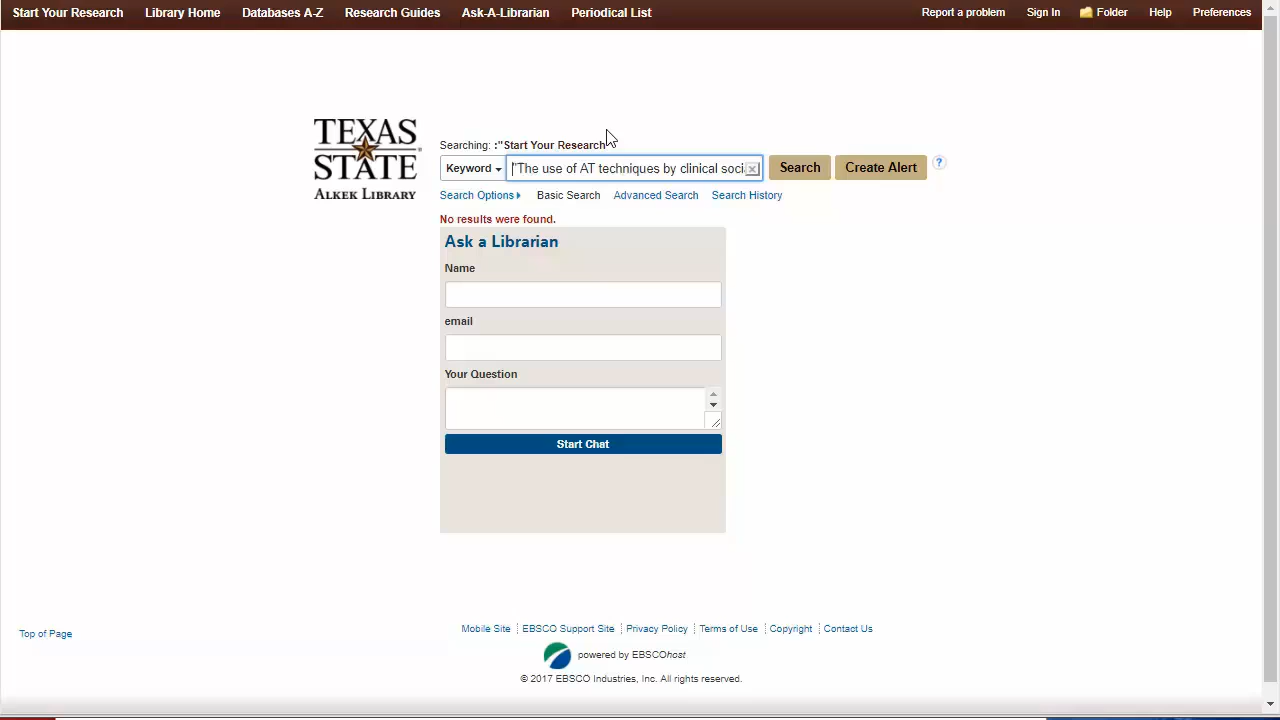 Start Your Research Library Home Databases A-Z Research Guides Ask-A-Librarian Periodical List Report a problem Sign In Folder Help Preferences
TEXAS
STATE
ALKEK LIBRARY
Searching: :"Start Your Research
Keyword "The use of AT techniques by clinical soci Search Create Alert ?
Search Options Basic Search Advanced Search Search History
No results were found.
Ask a Librarian
Name
email
Your Question
Start Chat
Top of Page
Mobile Site EBSCO Support Site Privacy Policy Terms of Use Copyright Contact Us
powered by EBSCOhost
© 2017 EBSCO Industries, Inc. All rights reserved.